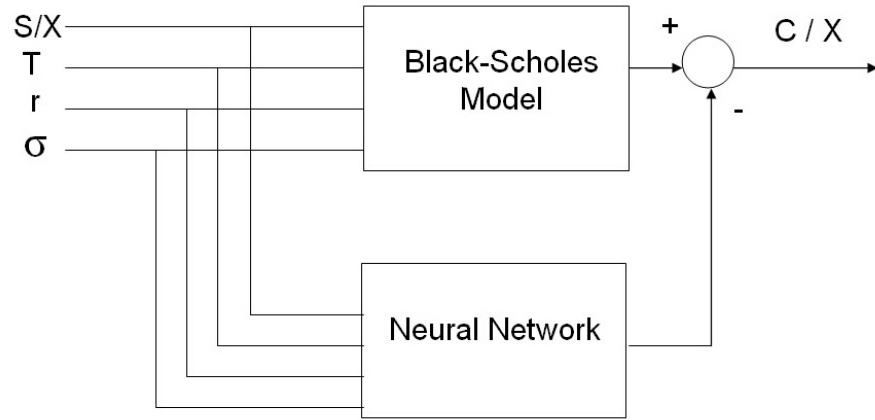 S/X
T
r
σ
Black-Scholes
Model
+
-
C / X
Neural Network